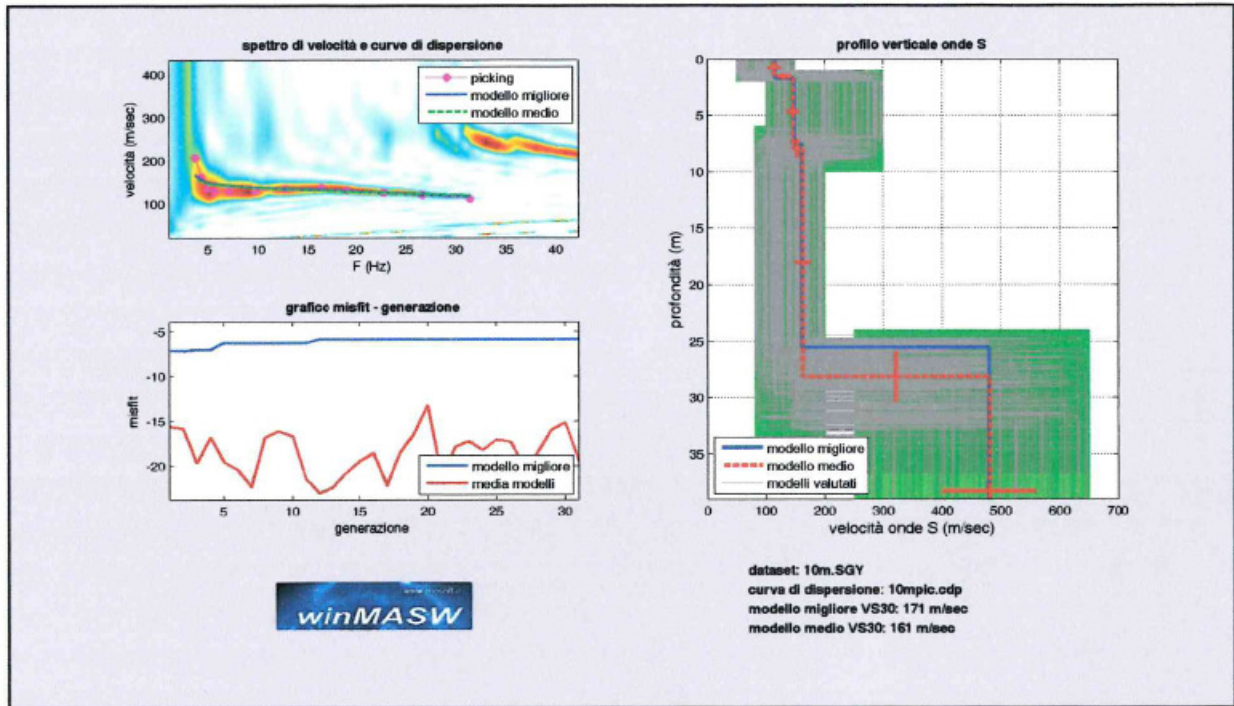 spettro di velocità e curve di dispersione
400
300
200
100
velocità (m/sec)
picking
modello migliore
modello medio
5 10 15 20 25 30 35 40
F (Hz)
grafico misfit - generazione
-5
-10
-15
-20
misfit
modello migliore
media modelli
5 10 15 20 25 30
generazione
winMASW
profilo verticale onde S
0
5
10
15
20
25
30
35
profondità (m)
modello migliore
modello medio
modelli valutati
0 100 200 300 400 500 600 700
velocità onde S (m/sec)
dataset: 10m.SGY
curva di dispersione: 10mpic.cdp
modello migliore VS30: 171 m/sec
modello medio VS30: 161 m/sec